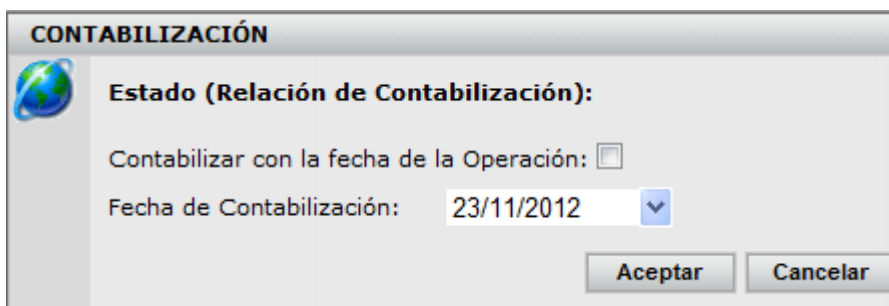 CONTABILIZACIÓN
Estado (Relación de Contabilización):
Contabilizar con la fecha de la Operación:
Fecha de Contabilización: 23/11/2012
Aceptar Cancelar